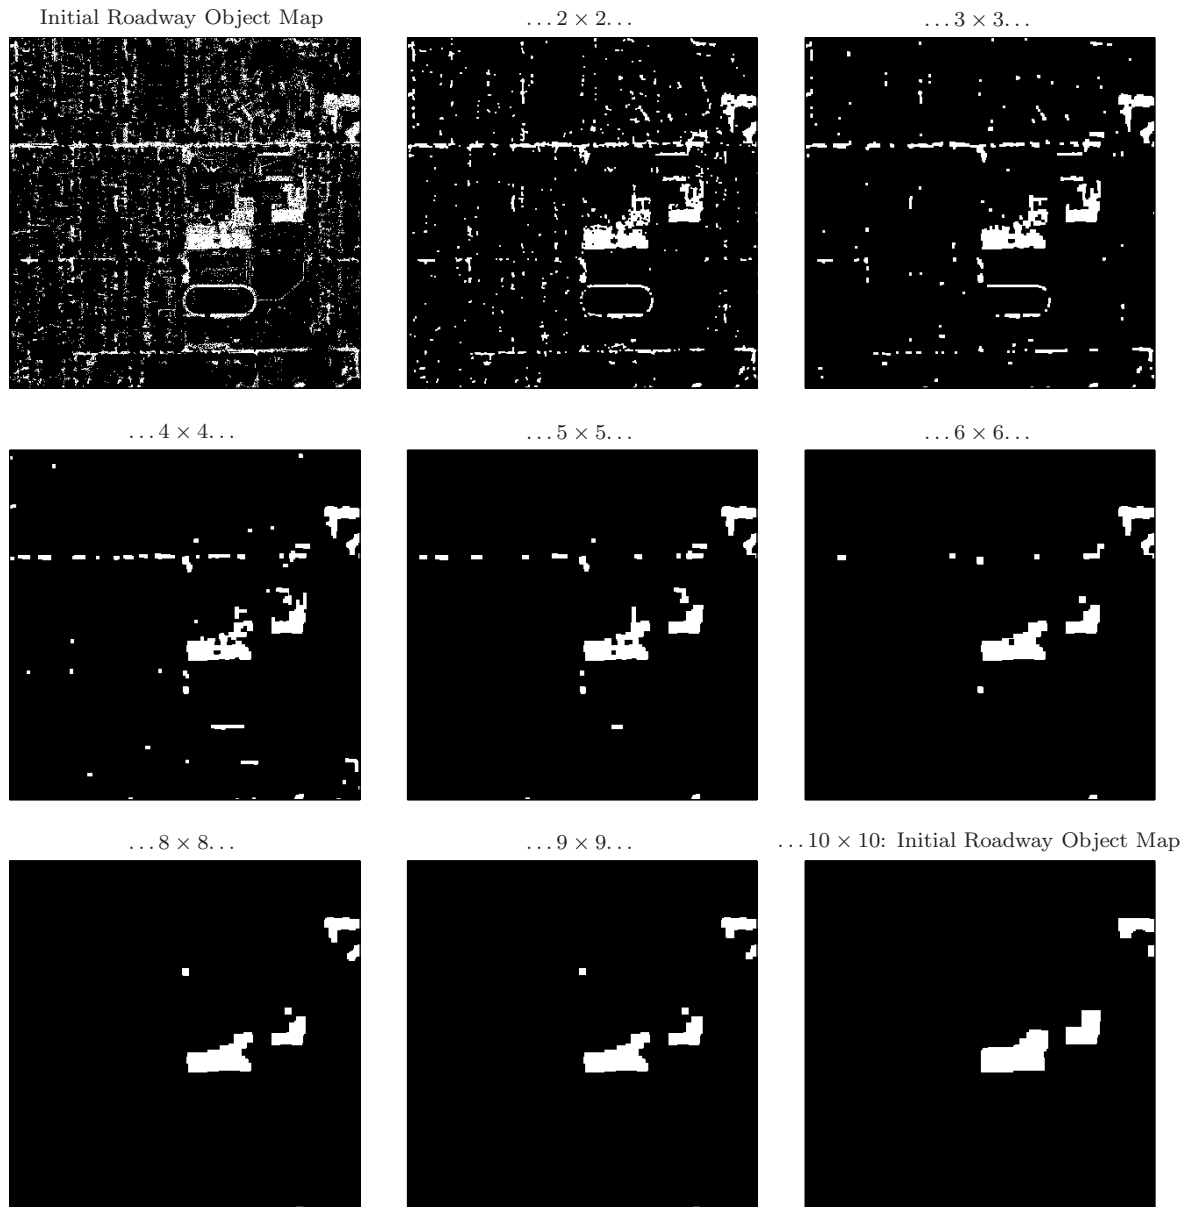 Initial Roadway Object Map
...2 × 2...
...3 × 3...
...4 × 4...
...5 × 5...
...6 × 6...
...8 × 8...
...9 × 9...
...10 × 10: Initial Roadway Object Map